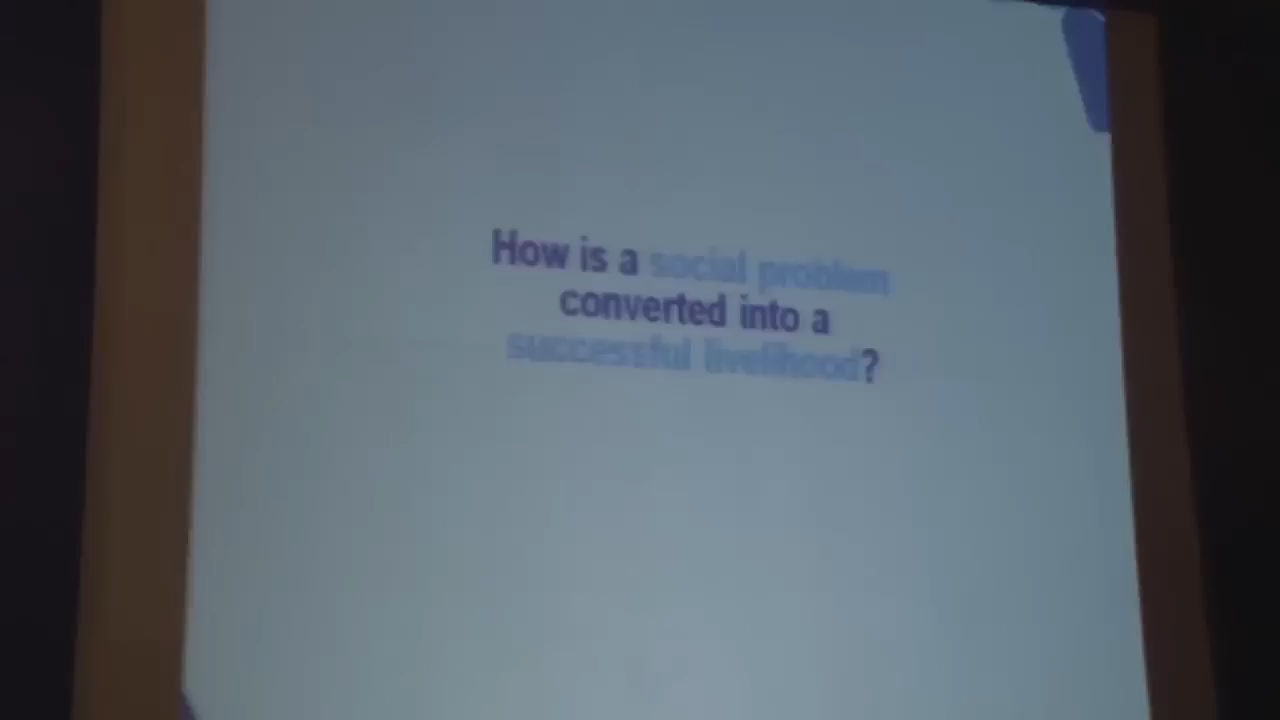 How is a social problem
converted into a
successful livelihood?